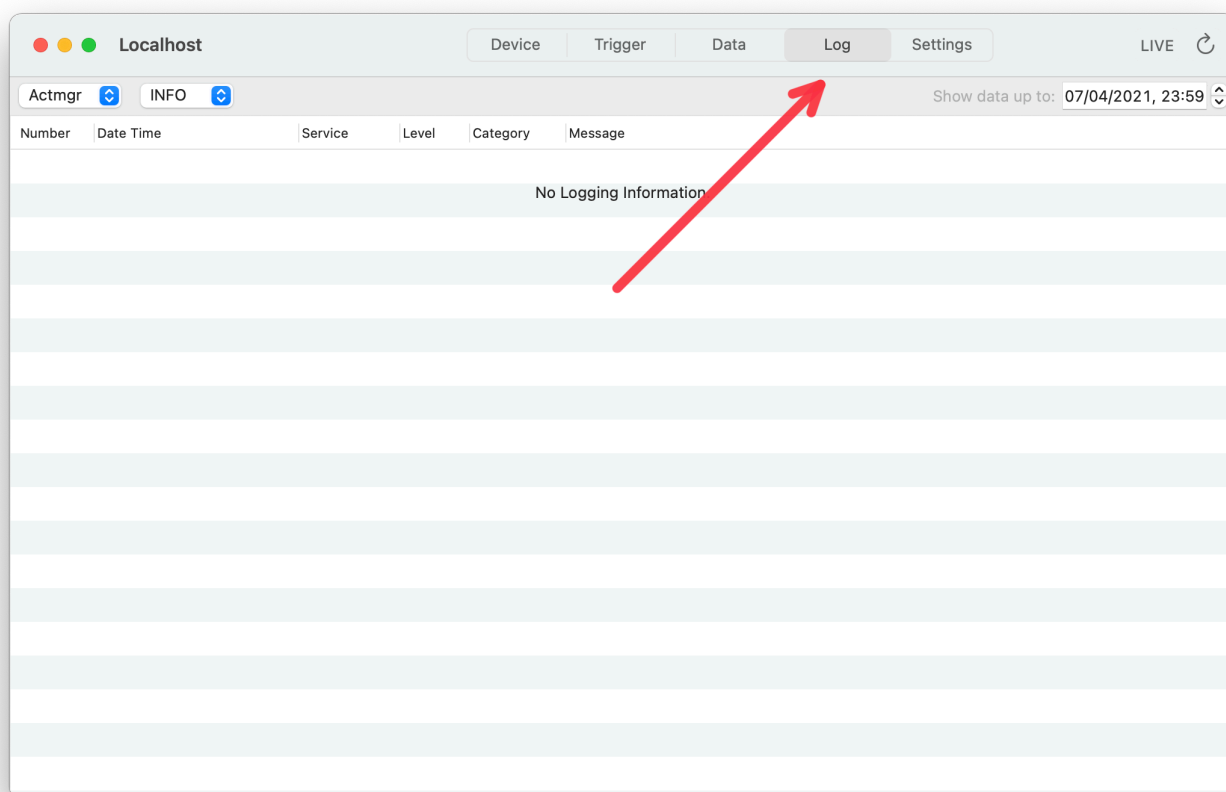 Localhost Device Trigger Data Log Settings LIVE
Actmgr INFO Show data up to: 07/04/2021, 23:59
Number Date Time Service Level Category Message
No Logging Information